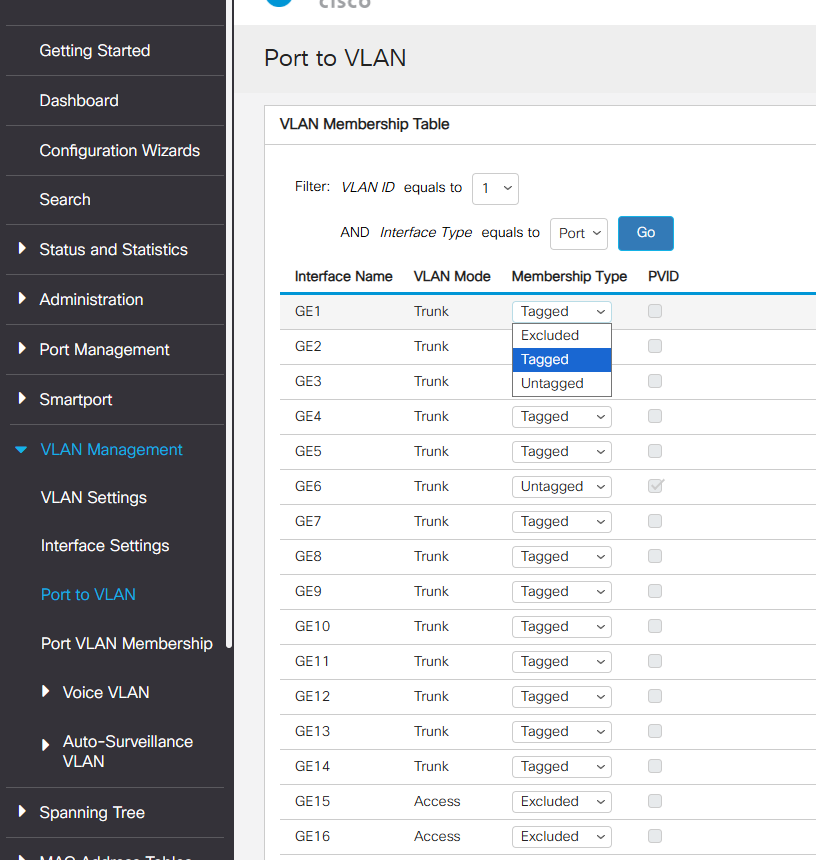 cisco
Getting Started
Dashboard
Configuration Wizards
Search
Status and Statistics
Administration
Port Management
Smartport
VLAN Management
VLAN Settings
Interface Settings
Port to VLAN
Port VLAN Membership
Voice VLAN
Auto-Surveillance
VLAN
Spanning Tree
MAC Address Tables
Port to VLAN
VLAN Membership Table
Filter: VLAN ID equals to 1
AND Interface Type equals to Port Go
Interface Name VLAN Mode Membership Type PVID
GE1 Trunk Tagged
Excluded
Tagged
Untagged
GE2 Trunk
GE3 Trunk
GE4 Trunk Tagged
GE5 Trunk Tagged
GE6 Trunk Untagged
GE7 Trunk Tagged
GE8 Trunk Tagged
GE9 Trunk Tagged
GE10 Trunk Tagged
GE11 Trunk Tagged
GE12 Trunk Tagged
GE13 Trunk Tagged
GE14 Trunk Tagged
GE15 Access Excluded
GE16 Access Excluded